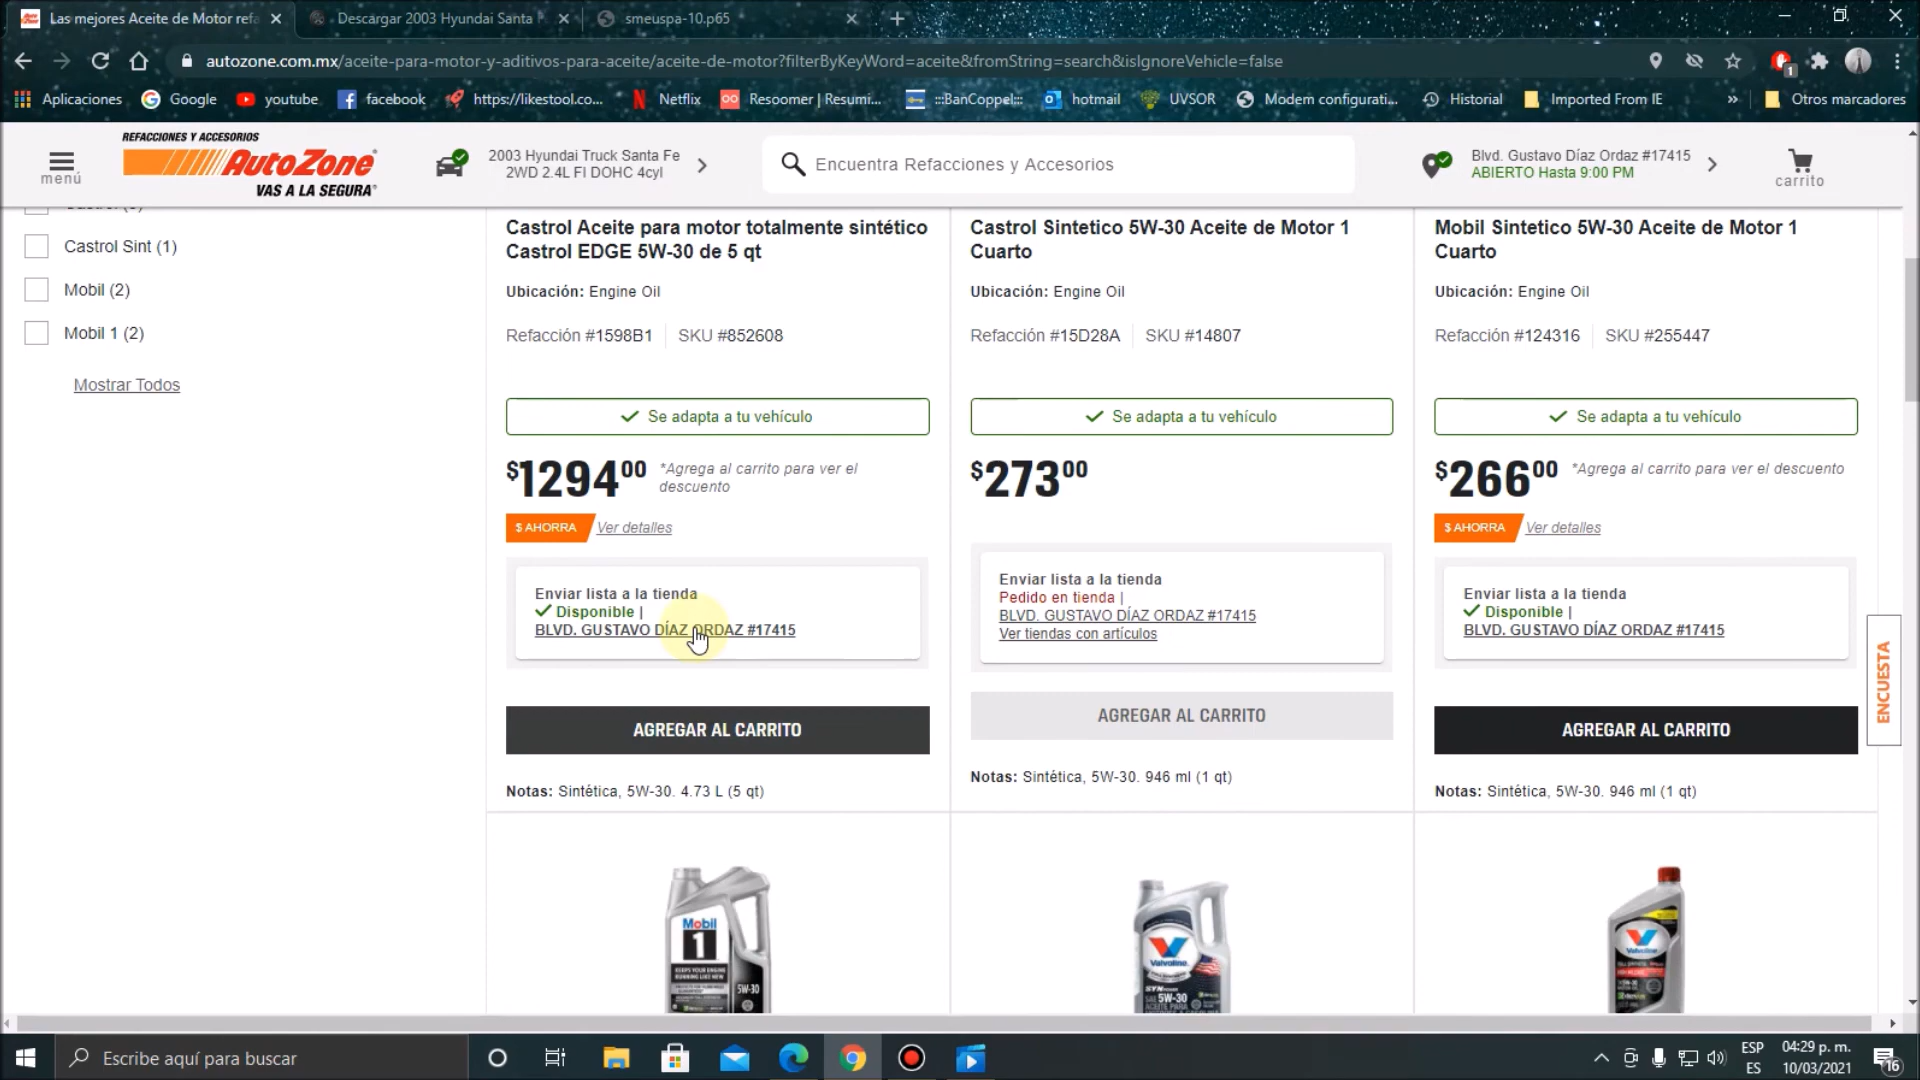 Las mejores Aceite de Motor refa
Descargar 2003 Hyundai Santa F
smeuspa-10.p65
autozone.com.mx/aceite-para-motor-y-aditivos-para-aceite/aceite-de-motor?filterByKeyWord=aceite&fromString=search&isIgnoreVehicle=false
1
Aplicaciones
Google
youtube
facebook
https://likestool.co...
Netflix
Resoomer | Resumi...
:::BanCoppel:::
hotmail
UVSOR
Modem configurati...
Historial
Imported From IE
»
Otros marcadores
menú
REFACCIONES Y ACCESORIOS
AutoZone
VAS A LA SEGURA
2003 Hyundai Truck Santa Fe
2WD 2.4L FI DOHC 4cyl
Encuentra Refacciones y Accesorios
Blvd. Gustavo Díaz Ordaz #17415
ABIERTO Hasta 9:00 PM
carrito
Castrol Sint (1)
Mobil (2)
Mobil 1 (2)
Mostrar Todos
Castrol Aceite para motor totalmente sintético
Castrol EDGE 5W-30 de 5 qt
Ubicación: Engine Oil
Refacción #1598B1 | SKU #852608
Se adapta a tu vehículo
$1294.00 *Agrega al carrito para ver el
descuento
$ AHORRA Ver detalles
Enviar lista a la tienda
Disponible |
BLVD. GUSTAVO DÍAZ ORDAZ #17415
AGREGAR AL CARRITO
Notas: Sintética, 5W-30. 4.73 L (5 qt)
Castrol Sintetico 5W-30 Aceite de Motor 1
Cuarto
Ubicación: Engine Oil
Refacción #15D28A | SKU #14807
Se adapta a tu vehículo
$273.00
Enviar lista a la tienda
Pedido en tienda |
BLVD. GUSTAVO DÍAZ ORDAZ #17415
Ver tiendas con artículos
AGREGAR AL CARRITO
Notas: Sintética, 5W-30. 946 ml (1 qt)
Mobil Sintetico 5W-30 Aceite de Motor 1
Cuarto
Ubicación: Engine Oil
Refacción #124316 | SKU #255447
Se adapta a tu vehículo
$266.00 *Agrega al carrito para ver el descuento
$ AHORRA Ver detalles
Enviar lista a la tienda
Disponible |
BLVD. GUSTAVO DÍAZ ORDAZ #17415
AGREGAR AL CARRITO
Notas: Sintética, 5W-30. 946 ml (1 qt)
ENCUESTA
Mobil
1
KEEPS YOUR ENGINE
RUNNING LIKE NEW
5W-30
Valvoline
5W-30
Valvoline
Escribe aquí para buscar
ESP
ES
04:29 p. m.
10/03/2021
16